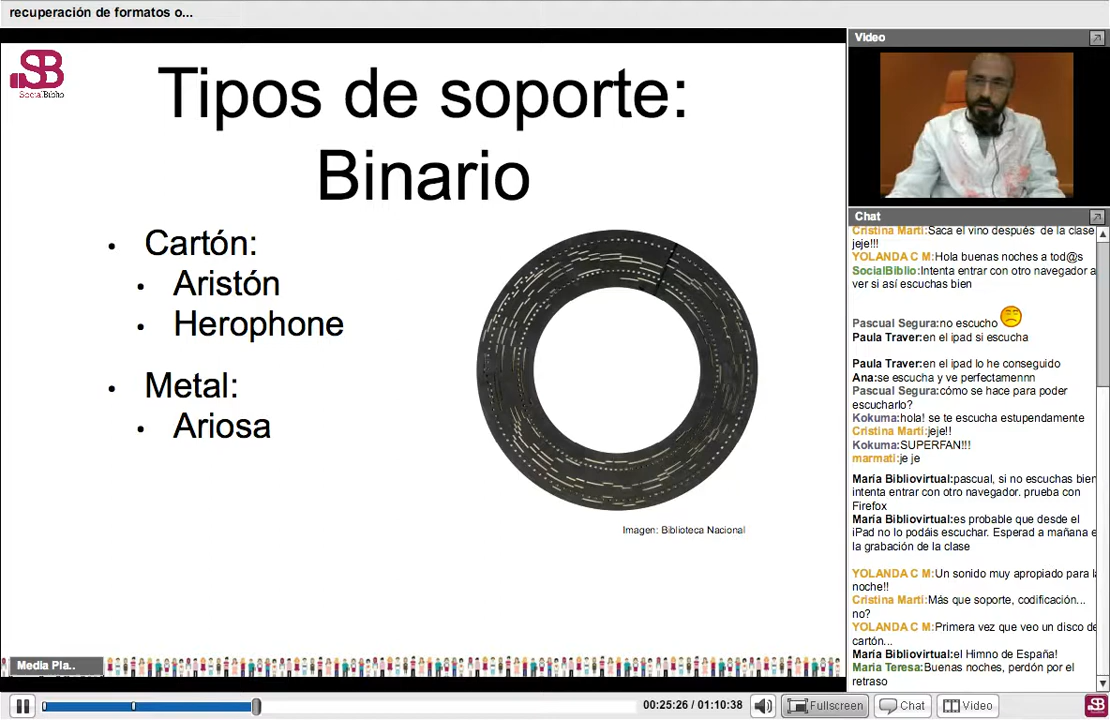 recuperación de formatos o...
SB
SocialBiblio
Tipos de soporte:
Binario
• Cartón:
• Aristón
• Herophone
• Metal:
• Ariosa
Imagen: Biblioteca Nacional
Media Pla..
Video
Chat
Cristina Martí:Saca el vino después de la clase
jeje!!!
YOLANDA C M:Hola buenas noches a tod@s
SocialBiblio:Intenta entrar con otro navegador a
ver si así escuchas bien
Pascual Segura:no escucho
Paula Traver:en el ipad si escucha
Paula Traver:en el ipad lo he conseguido
Ana:se escucha y ve perfectamennn
Pascual Segura:cómo se hace para poder
escucharlo?
Kokuma:hola! se te escucha estupendamente
Cristina Martí:jeje!!
Kokuma:SUPERFAN!!!
marmati:je je
María Bibliovirtual:pascual, si no escuchas bien
intenta entrar con otro navegador. prueba con
Firefox
María Bibliovirtual:es probable que desde el
iPad no lo podáis escuchar. Esperad a mañana e
la grabación de la clase
YOLANDA C M:Un sonido muy apropiado para la
noche!!
Cristina Martí:Más que soporte, codificación...
no?
YOLANDA C M:Primera vez que veo un disco de
cartón...
María Bibliovirtual:el Himno de España!
Maria Teresa:Buenas noches, perdón por el
retraso
00:25:26 / 01:10:38
Fullscreen
Chat
Video
SB